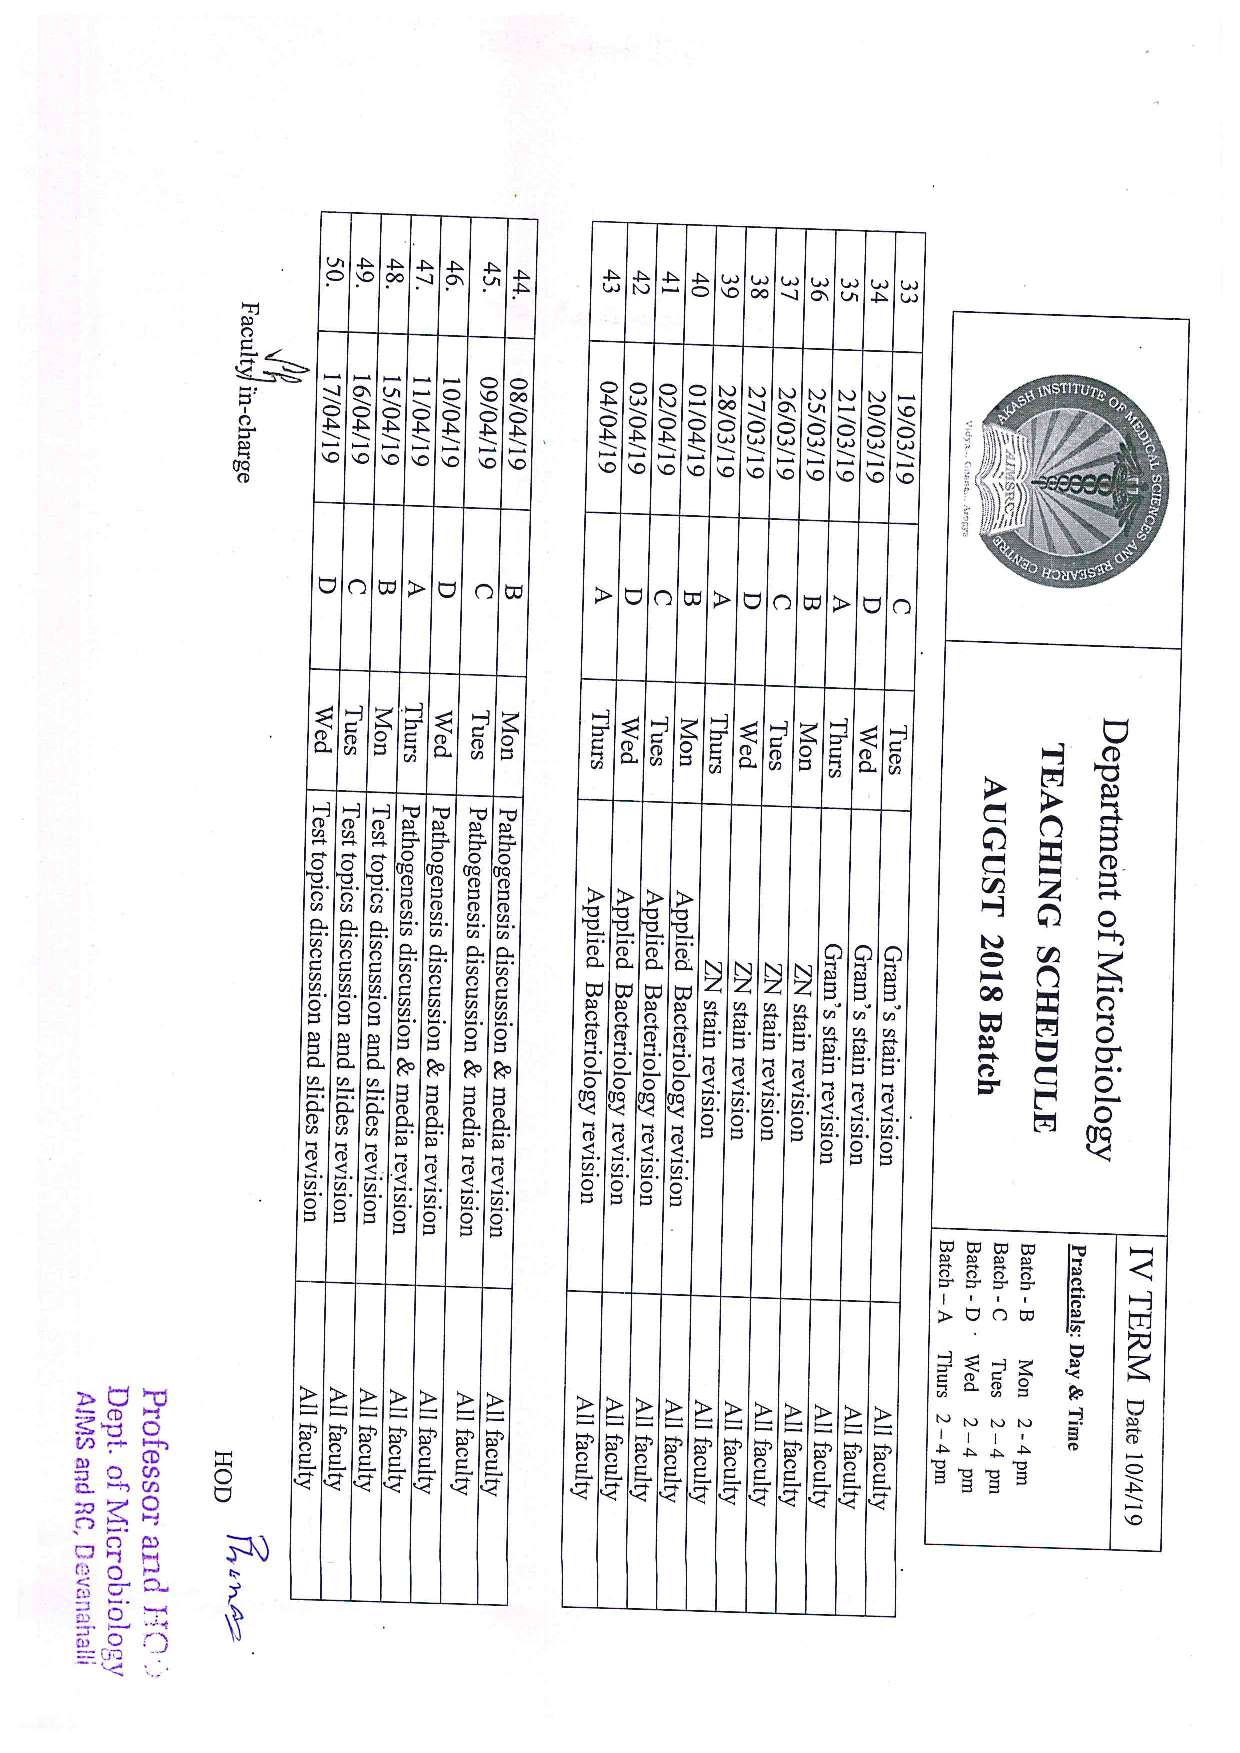 AKASH INSTITUTE OF MEDICAL SCIENCES AND RESEARCH CENTRE
AIMSRC
Department of Microbiology
TEACHING SCHEDULE
AUGUST 2018 Batch
IV TERM Date 10/4/19
Practicals: Day & Time
Batch - B Mon 2 - 4 pm
Batch - C Tues 2 – 4 pm
Batch - D Wed 2 – 4 pm
Batch – A Thurs 2 – 4 pm
33 19/03/19 C Tues Gram's stain revision All faculty
34 20/03/19 D Wed Gram's stain revision All faculty
35 21/03/19 A Thurs Gram's stain revision All faculty
36 25/03/19 B Mon ZN stain revision All faculty
37 26/03/19 C Tues ZN stain revision All faculty
38 27/03/19 D Wed ZN stain revision All faculty
39 28/03/19 A Thurs ZN stain revision All faculty
40 01/04/19 B Mon Applied Bacteriology revision All faculty
41 02/04/19 C Tues Applied Bacteriology revision All faculty
42 03/04/19 D Wed Applied Bacteriology revision All faculty
43 04/04/19 A Thurs Applied Bacteriology revision All faculty
44. 08/04/19 B Mon Pathogenesis discussion & media revision All faculty
45. 09/04/19 C Tues Pathogenesis discussion & media revision All faculty
46. 10/04/19 D Wed Pathogenesis discussion & media revision All faculty
47. 11/04/19 A Thurs Pathogenesis discussion & media revision All faculty
48. 15/04/19 B Mon Test topics discussion and slides revision All faculty
49. 16/04/19 C Tues Test topics discussion and slides revision All faculty
50. 17/04/19 D Wed Test topics discussion and slides revision All faculty
Faculty in-charge
HOD
Professor and HOD
Dept. of Microbiology
AIMS and RC, Devanahalli